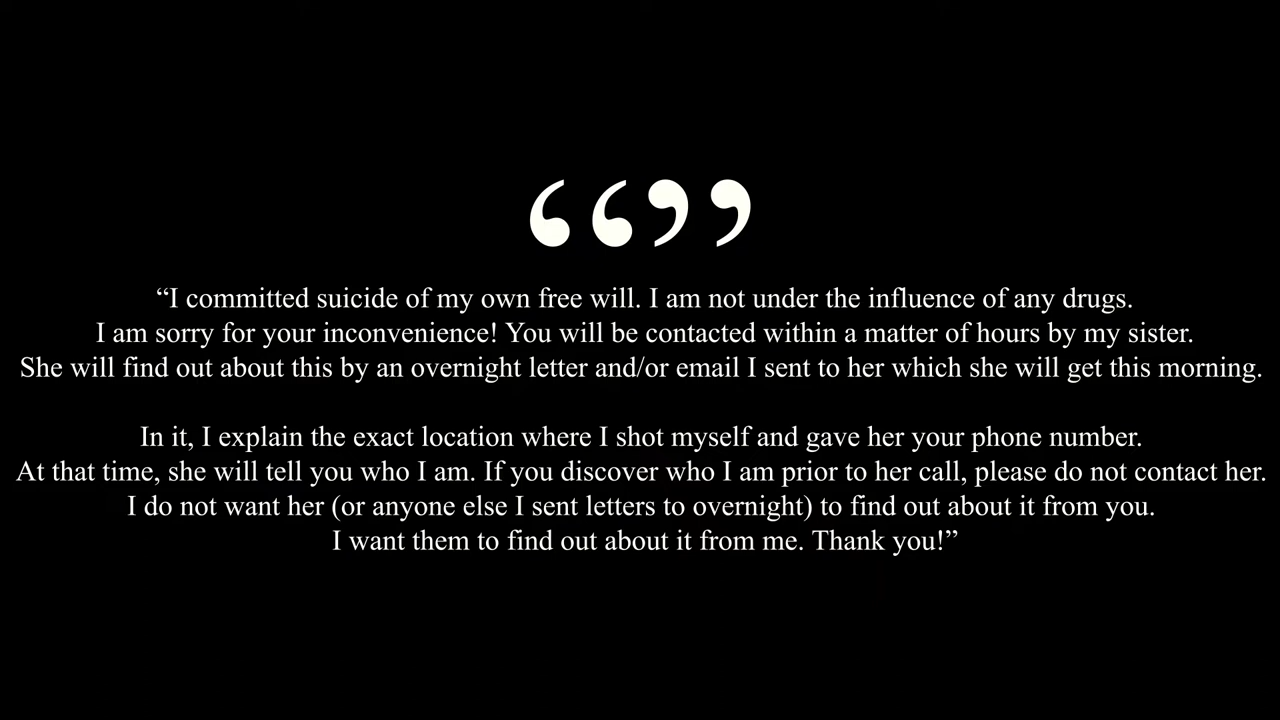 “ ”
“I committed suicide of my own free will. I am not under the influence of any drugs.
I am sorry for your inconvenience! You will be contacted within a matter of hours by my sister.
She will find out about this by an overnight letter and/or email I sent to her which she will get this morning.
In it, I explain the exact location where I shot myself and gave her your phone number.
At that time, she will tell you who I am. If you discover who I am prior to her call, please do not contact her.
I do not want her (or anyone else I sent letters to overnight) to find out about it from you.
I want them to find out about it from me. Thank you!”